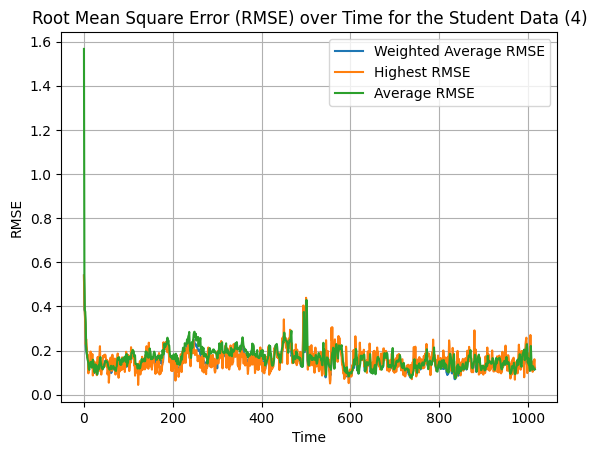 Root Mean Square Error (RMSE) over Time for the Student Data (4)
1.6
1.4
1.2
1.0
0.8
0.6
0.4
0.2
0.0
RMSE
Weighted Average RMSE
Highest RMSE
Average RMSE
0 200 400 600 800 1000
Time